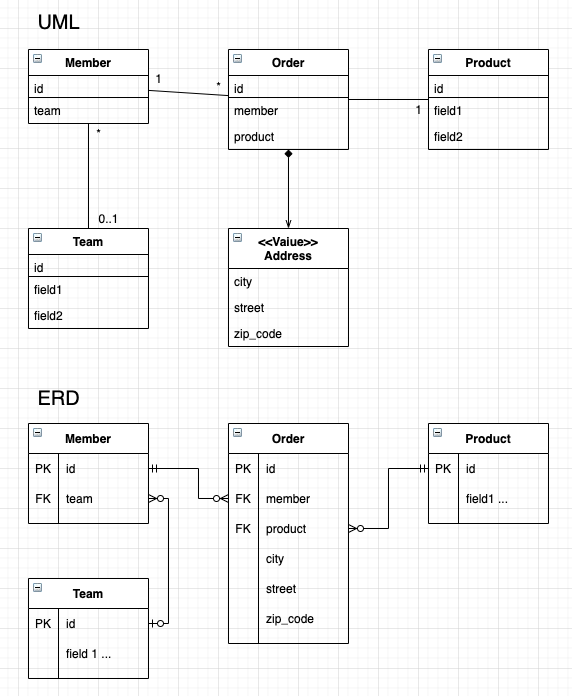 UML
Member
id
team
1
*
Order
id
member
product
1
Product
id
field1
field2
*
0..1
Team
id
field1
field2
<<Vaiue>>
Address
city
street
zip_code
ERD
Member
PK id
FK team
Order
PK id
FK member
FK product
city
street
zip_code
Product
PK id
field1 ...
Team
PK id
field 1 ...